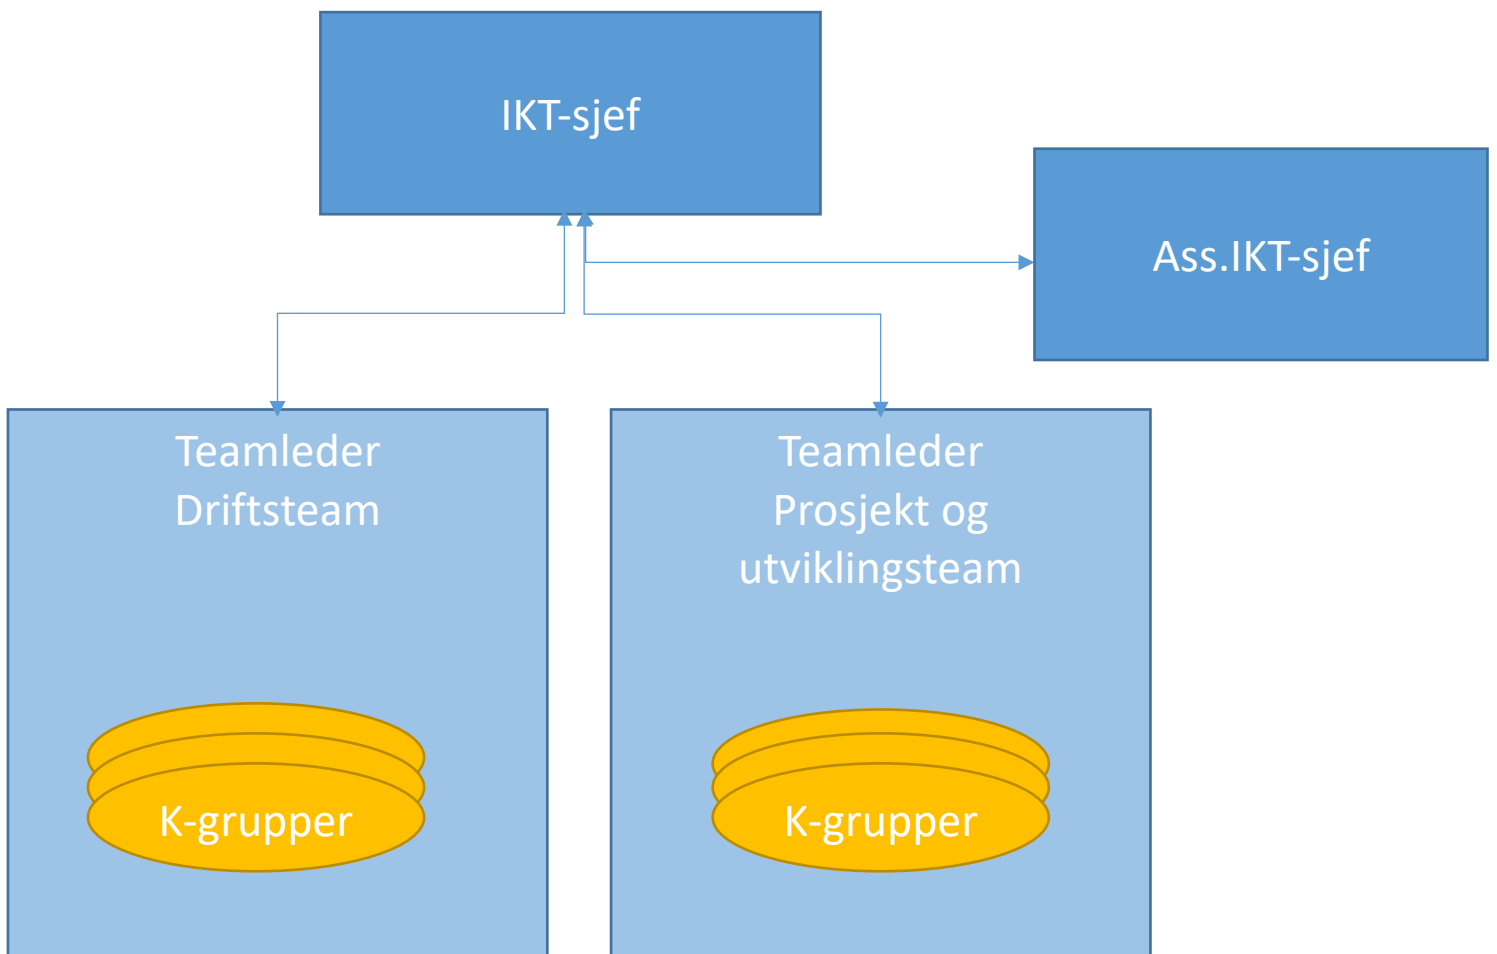 IKT-sjef
Ass.IKT-sjef
Teamleder
Driftsteam
Teamleder
Prosjekt og
utviklingsteam
K-grupper
K-grupper